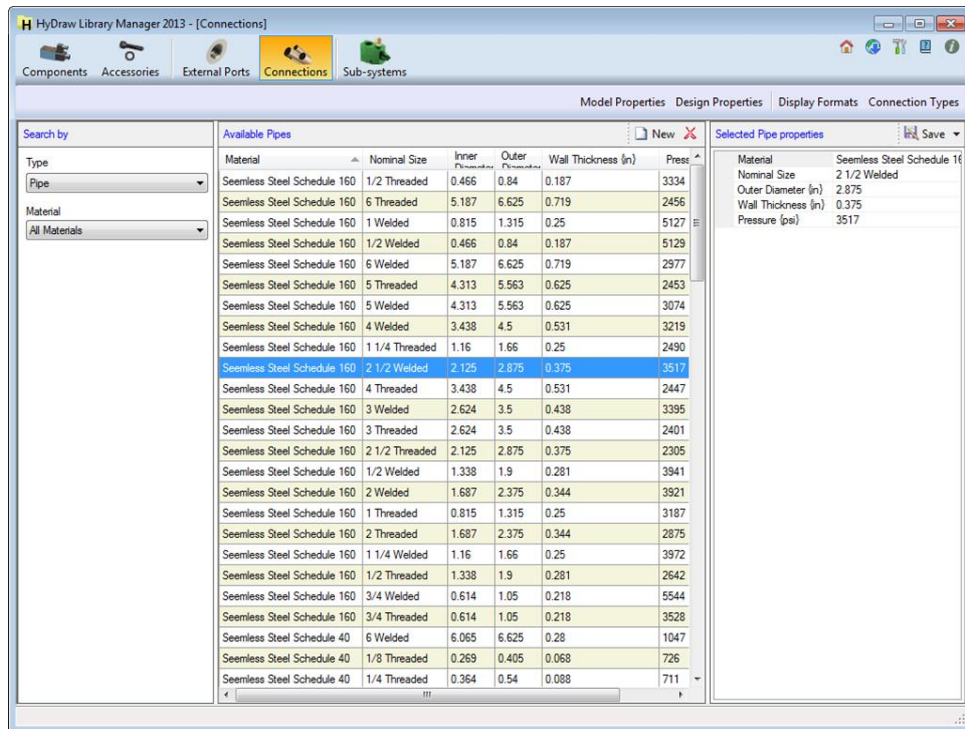 HyDraw Library Manager 2013 - [Connections]
Components Accessories External Ports Connections Sub-systems
Model Properties Design Properties Display Formats Connection Types
Search by
Type
Pipe
Material
All Materials
Available Pipes New
Material Nominal Size Inner Diameter Outer Diameter Wall Thickness {in} Press
Seemless Steel Schedule 160 1/2 Threaded 0.466 0.84 0.187 3334
Seemless Steel Schedule 160 6 Threaded 5.187 6.625 0.719 2456
Seemless Steel Schedule 160 1 Welded 0.815 1.315 0.25 5127
Seemless Steel Schedule 160 1/2 Welded 0.466 0.84 0.187 5129
Seemless Steel Schedule 160 6 Welded 5.187 6.625 0.719 2977
Seemless Steel Schedule 160 5 Threaded 4.313 5.563 0.625 2453
Seemless Steel Schedule 160 5 Welded 4.313 5.563 0.625 3074
Seemless Steel Schedule 160 4 Welded 3.438 4.5 0.531 3219
Seemless Steel Schedule 160 1 1/4 Threaded 1.16 1.66 0.25 2490
Seemless Steel Schedule 160 2 1/2 Welded 2.125 2.875 0.375 3517
Seemless Steel Schedule 160 4 Threaded 3.438 4.5 0.531 2447
Seemless Steel Schedule 160 3 Welded 2.624 3.5 0.438 3395
Seemless Steel Schedule 160 3 Threaded 2.624 3.5 0.438 2401
Seemless Steel Schedule 160 2 1/2 Threaded 2.125 2.875 0.375 2305
Seemless Steel Schedule 160 1/2 Welded 1.338 1.9 0.281 3941
Seemless Steel Schedule 160 2 Welded 1.687 2.375 0.344 3921
Seemless Steel Schedule 160 1 Threaded 0.815 1.315 0.25 3187
Seemless Steel Schedule 160 2 Threaded 1.687 2.375 0.344 2875
Seemless Steel Schedule 160 1 1/4 Welded 1.16 1.66 0.25 3972
Seemless Steel Schedule 160 1/2 Threaded 1.338 1.9 0.281 2642
Seemless Steel Schedule 160 3/4 Welded 0.614 1.05 0.218 5544
Seemless Steel Schedule 160 3/4 Threaded 0.614 1.05 0.218 3528
Seemless Steel Schedule 40 6 Welded 6.065 6.625 0.28 1047
Seemless Steel Schedule 40 1/8 Threaded 0.269 0.405 0.068 726
Seemless Steel Schedule 40 1/4 Threaded 0.364 0.54 0.088 711
Selected Pipe properties Save
Material Seemless Steel Schedule 16
Nominal Size 2 1/2 Welded
Outer Diameter {in} 2.875
Wall Thickness {in} 0.375
Pressure {psi} 3517